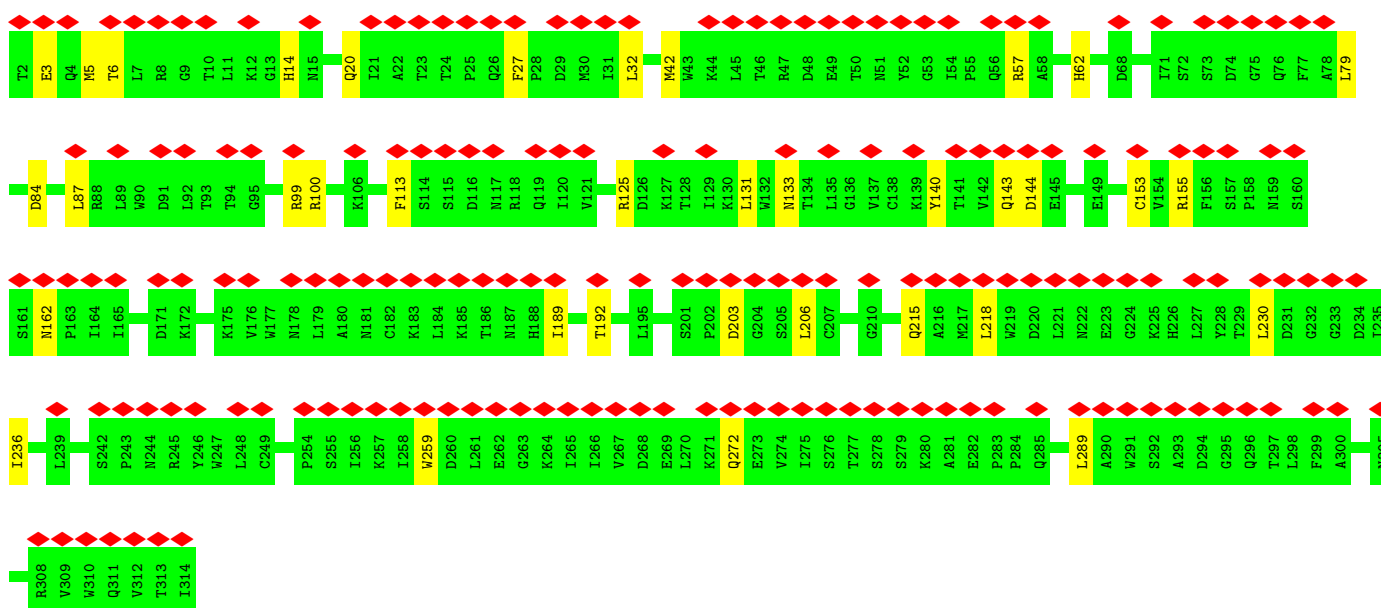 T2 E3 Q4 M5 T6 L7 R8 G9 T10 L11 K12 G13 H14 N15 Q20 I21 A22 T23 T24 P25 Q26 F27 P28 D29 M30 I31 L32 M42 W43 K44 L45 T46 R47 D48 E49 T50 N51 Y52 G53 I54 P55 Q56 R57 A58 H62 D68 I71 S72 S73 D74 G75 Q76 F77 A78 L79
D84 L87 R88 L89 W90 D91 L92 T93 T94 G95 R99 R100 K106 F113 S114 S115 D116 N117 R118 Q119 I120 V121 R125 D126 K127 T128 I129 K130 L131 W132 N133 T134 L135 G136 V137 C138 K139 Y140 T141 V142 Q143 D144 E145 E149 C153 V154 R155 F156 S157 P158 N159 S160
S161 N162 P163 I164 I165 D171 K172 K175 V176 W177 N178 L179 A180 N181 C182 K183 L184 K185 T186 N187 H188 I189 T192 L195 S201 P202 D203 G204 S205 L206 C207 G210 Q215 A216 M217 L218 W219 D220 L221 N222 E223 G224 K225 H226 L227 Y228 T229 L230 D231 G232 G233 D234 I235
I236 L239 S242 P243 N244 R245 Y246 W247 L248 C249 P254 S255 I256 K257 I258 W259 D260 L261 E262 G263 K264 I265 I266 V267 D268 E269 L270 K271 Q272 E273 V274 I275 S276 T277 S278 S279 K280 A281 E282 P283 P284 Q285 L289 A290 W291 S292 A293 D294 G295 Q296 T297 L298 F299 A300
R308 V309 W310 Q311 V312 T313 I314